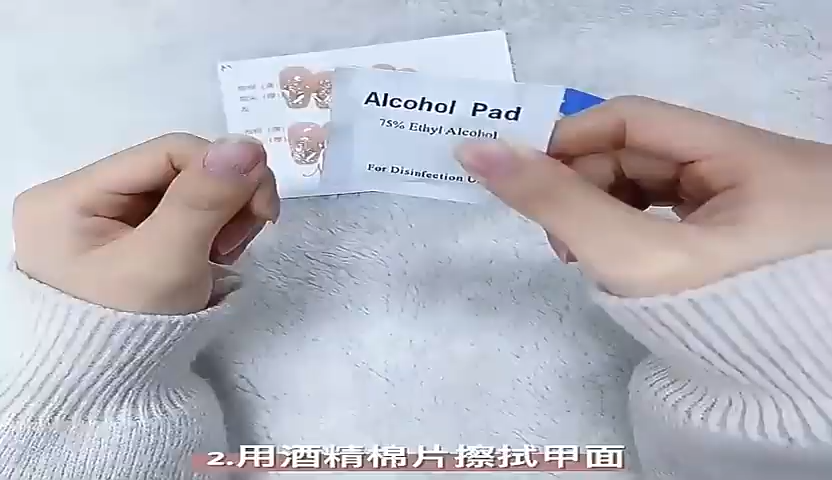 Alcohol Pad
75% Ethyl Alcohol
For Disinfection U
2.用酒精棉片擦拭甲面